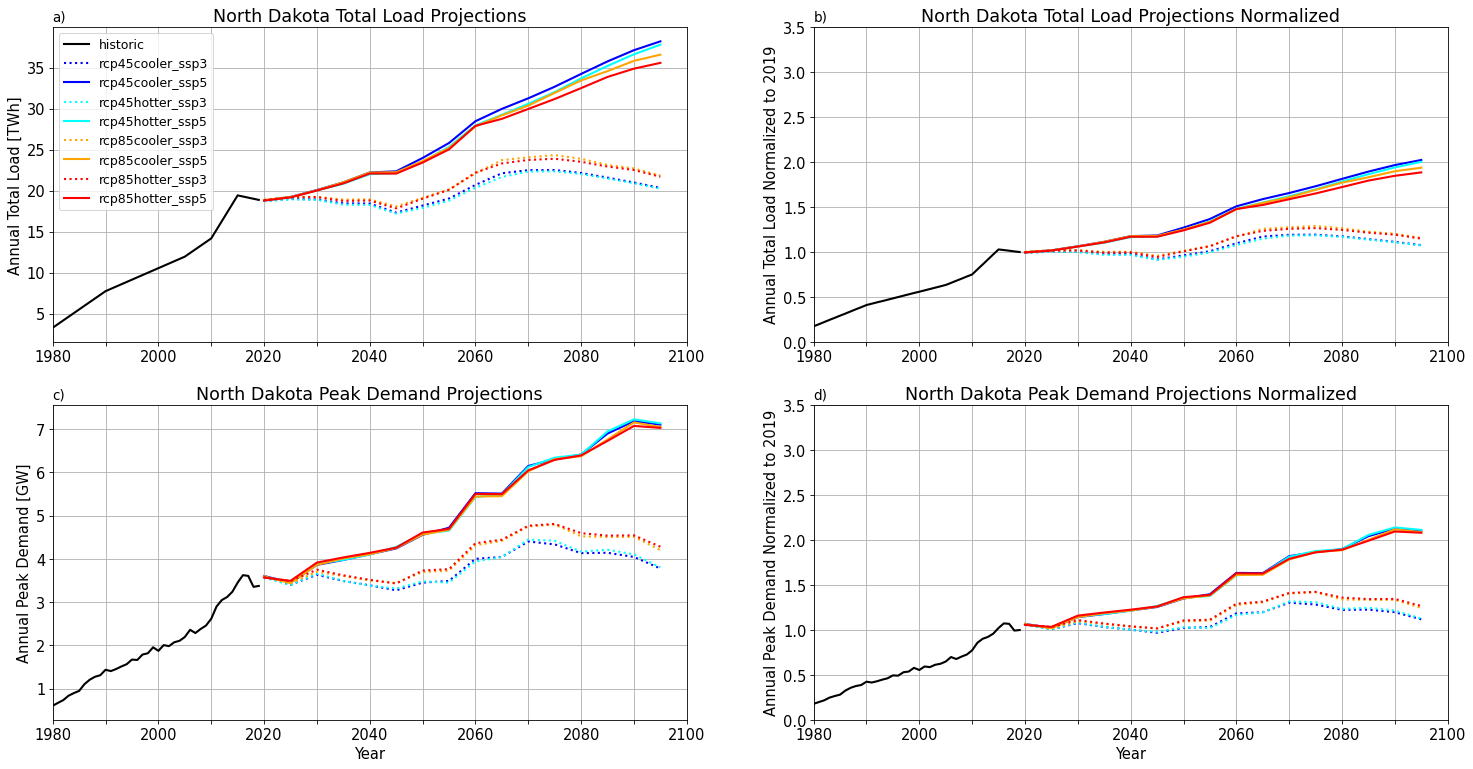 a)
North Dakota Total Load Projections
Annual Total Load [TWh]
35
30
25
20
15
10
5
historic
rcp45cooler_ssp3
rcp45cooler_ssp5
rcp45hotter_ssp3
rcp45hotter_ssp5
rcp85cooler_ssp3
rcp85cooler_ssp5
rcp85hotter_ssp3
rcp85hotter_ssp5
1980 2000 2020 2040 2060 2080 2100
b)
North Dakota Total Load Projections Normalized
Annual Total Load Normalized to 2019
3.5
3.0
2.5
2.0
1.5
1.0
0.5
0.0
1980 2000 2020 2040 2060 2080 2100
c)
North Dakota Peak Demand Projections
Annual Peak Demand [GW]
7
6
5
4
3
2
1
1980 2000 2020 2040 2060 2080 2100
Year
d)
North Dakota Peak Demand Projections Normalized
Annual Peak Demand Normalized to 2019
3.5
3.0
2.5
2.0
1.5
1.0
0.5
0.0
1980 2000 2020 2040 2060 2080 2100
Year